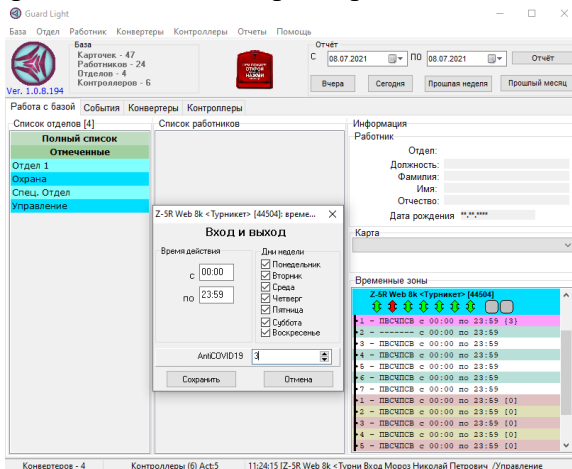 Guard Light
База Отдел Работник Конвертеры Контроллеры Отчеты Помощь
База
Карточек - 47
Работников - 24
Отделов - 4
Контроллеров - 6
Ver. 1.0.8.194
Отчёт
С 08.07.2021 ПО 08.07.2021 Отчёт
Вчера Сегодня Прошлая неделя Прошлый месяц
Работа с базой События Конвертеры Контроллеры
Список отделов [4]
Полный список
Отмеченные
Отдел 1
Охрана
Спец. Отдел
Управление
Список работников
Информация
Работник
Отдел:
Должность:
Фамилия:
Имя:
Отчество:
Дата рождения **.**.****
Карта
Временные зоны
Z-5R Web 8k <Турникет> [44504]
1 - ПВСЧПСВ с 00:00 по 23:59 {3}
2 - ------- с 00:00 по 23:59
3 - ПВСЧПСВ с 00:00 по 23:59
4 - ПВСЧПСВ с 00:00 по 23:59
5 - ПВСЧПСВ с 00:00 по 23:59
6 - ПВСЧПСВ с 00:00 по 23:59
7 - ПВСЧПСВ с 00:00 по 23:59
1 - ПВСЧПСВ с 00:00 по 23:59 [0]
2 - ПВСЧПСВ с 00:00 по 23:59 [0]
3 - ПВСЧПСВ с 00:00 по 23:59 [0]
4 - ПВСЧПСВ с 00:00 по 23:59 [0]
5 - ПВСЧПСВ с 00:00 по 23:59 [0]
Z-5R Web 8k <Турникет> [44504]: време...
Вход и выход
Время действия
с 00:00
по 23:59
Дни недели
Понедельник
Вторник
Среда
Четверг
Пятница
Суббота
Воскресенье
AntiCOVID19 3
Сохранить Отмена
Конвертеров - 4 Контроллеры (6) Act:5 11:24:15 [Z-5R Web 8k <Турни Вход Мороз Николай Петрович /Управление